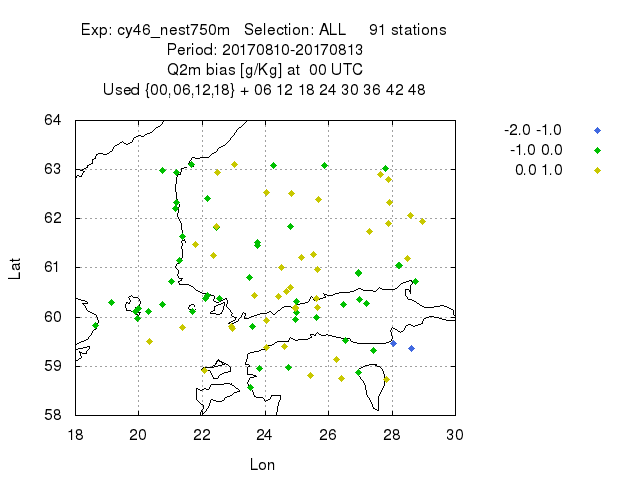 Exp: cy46_nest750m Selection: ALL 91 stations
Period: 20170810-20170813
Q2m bias [g/Kg] at 00 UTC
Used {00,06,12,18} + 06 12 18 24 30 36 42 48
-2.0 -1.0
-1.0 0.0
0.0 1.0
64
63
62
61
60
59
58
Lat
18 20 22 24 26 28 30
Lon